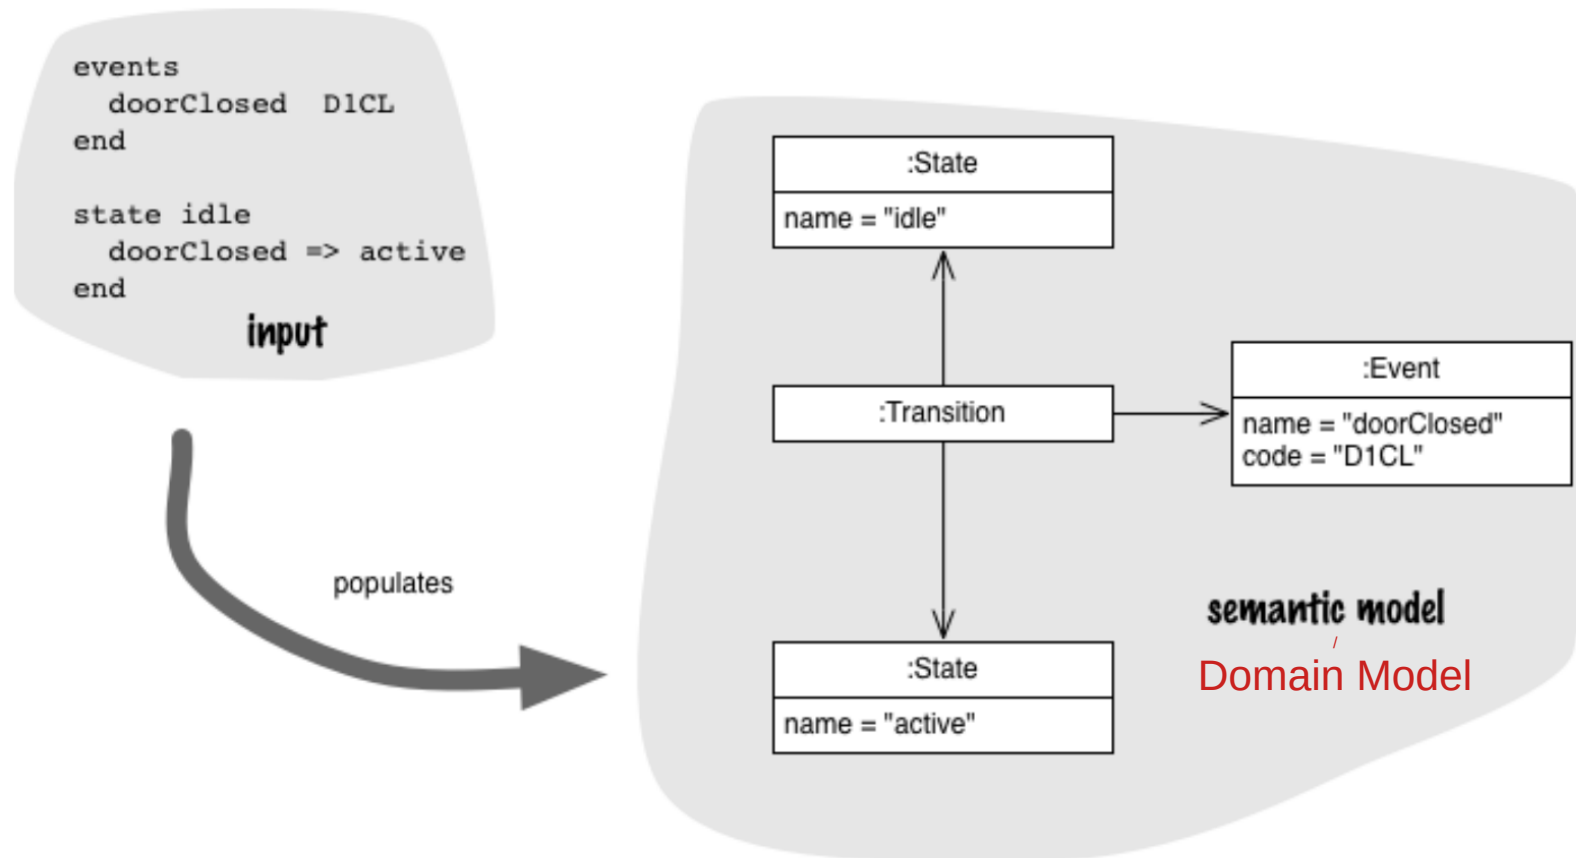 events
  doorClosed  D1CL
end
state idle
  doorClosed => active
end
input
populates
:State
name = "idle"
:Transition
:Event
name = "doorClosed"
code = "D1CL"
:State
name = "active"
semantic model
/
Domain Model